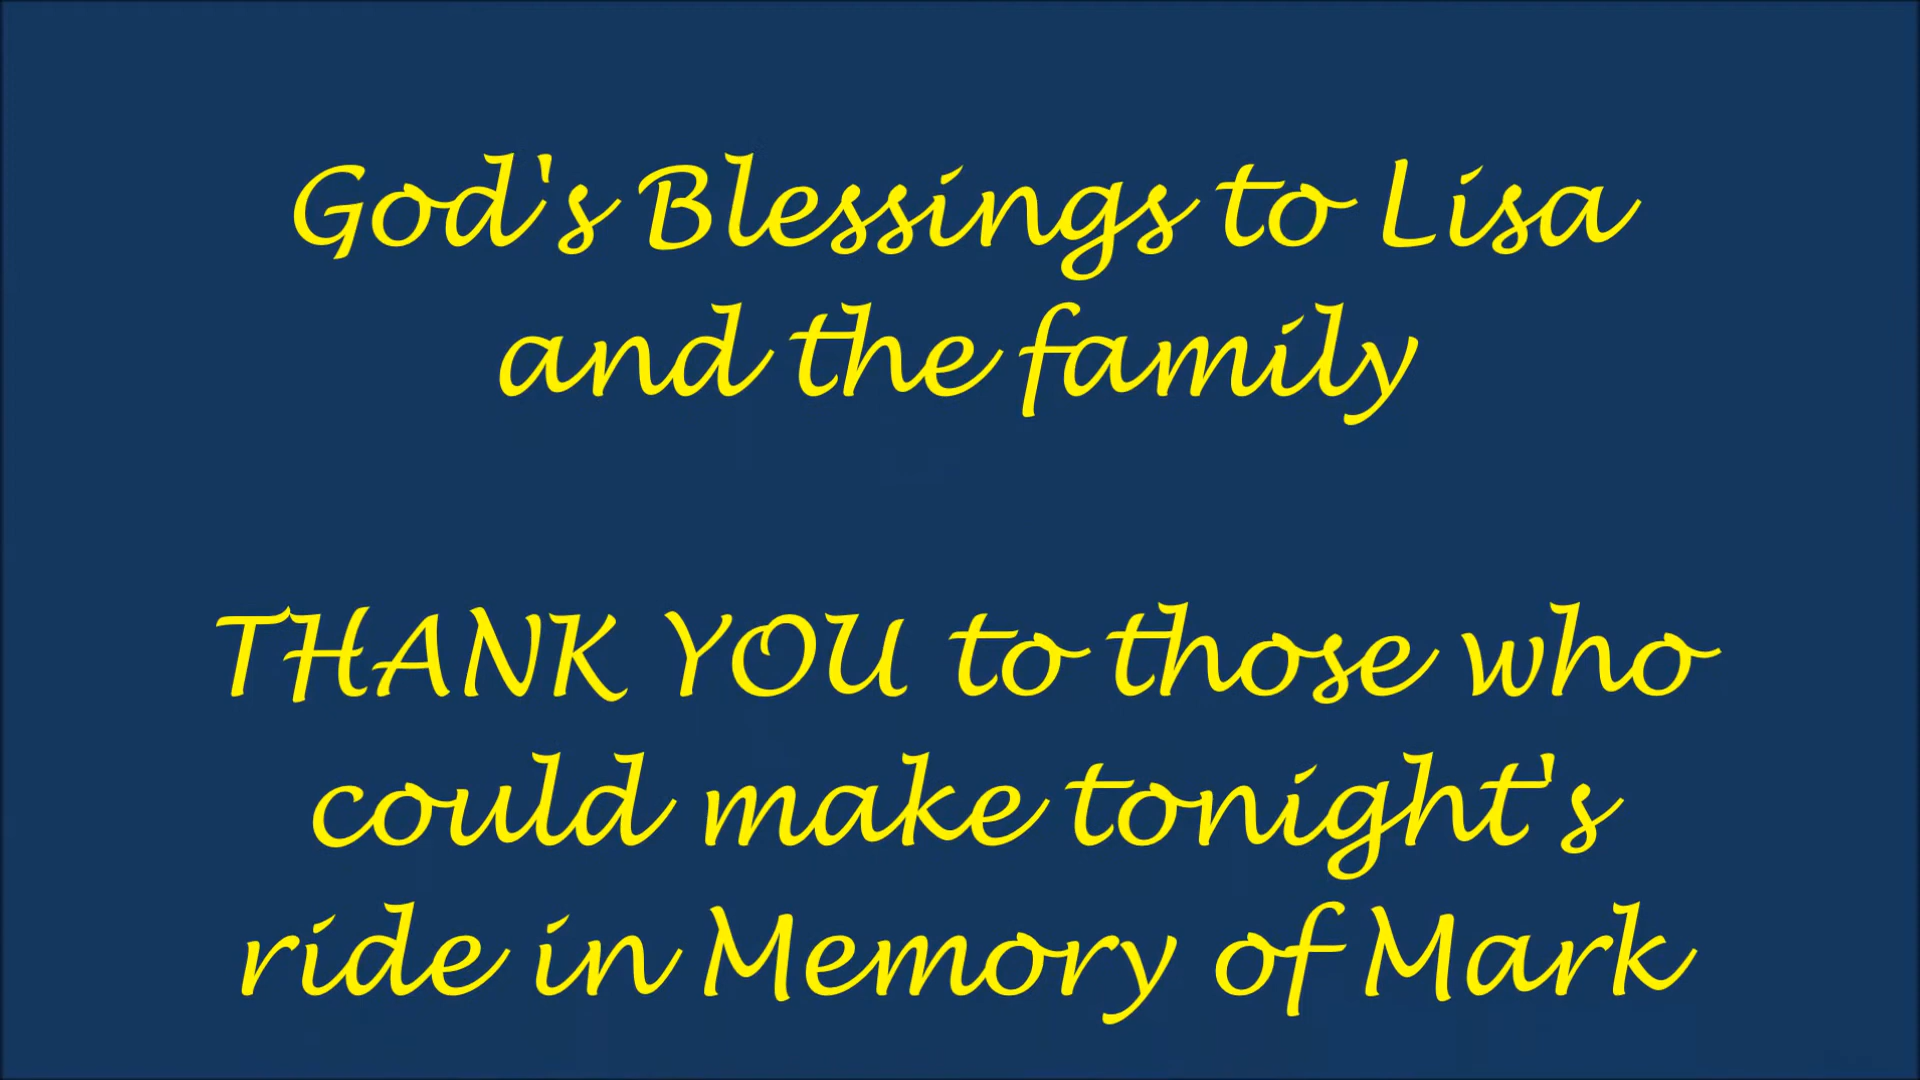 God's Blessings to Lisa
and the family
THANK YOU to those who
could make tonight's
ride in Memory of Mark